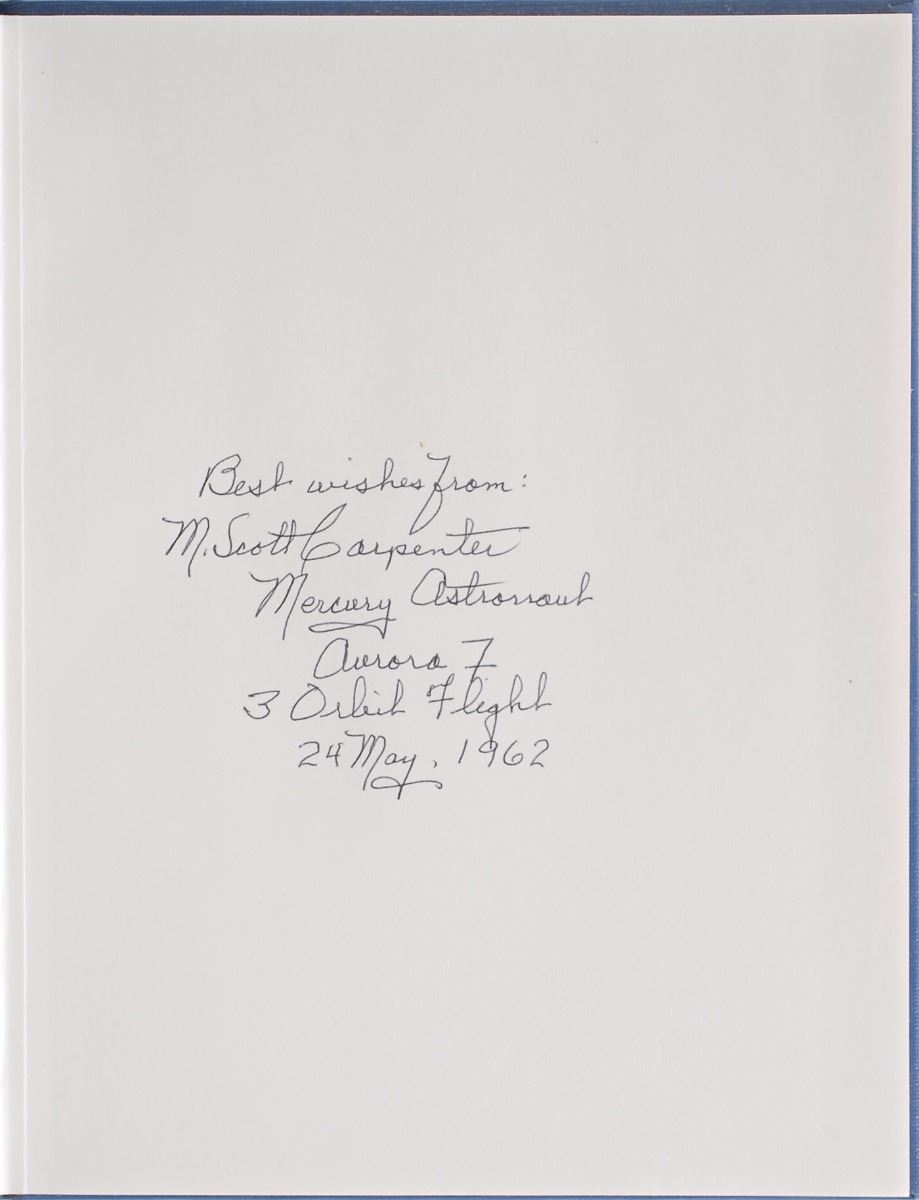 Best wishes from:
M. Scott Carpenter
Mercury Astronaut
Aurora 7
3 Orbit Flight
24 May, 1962